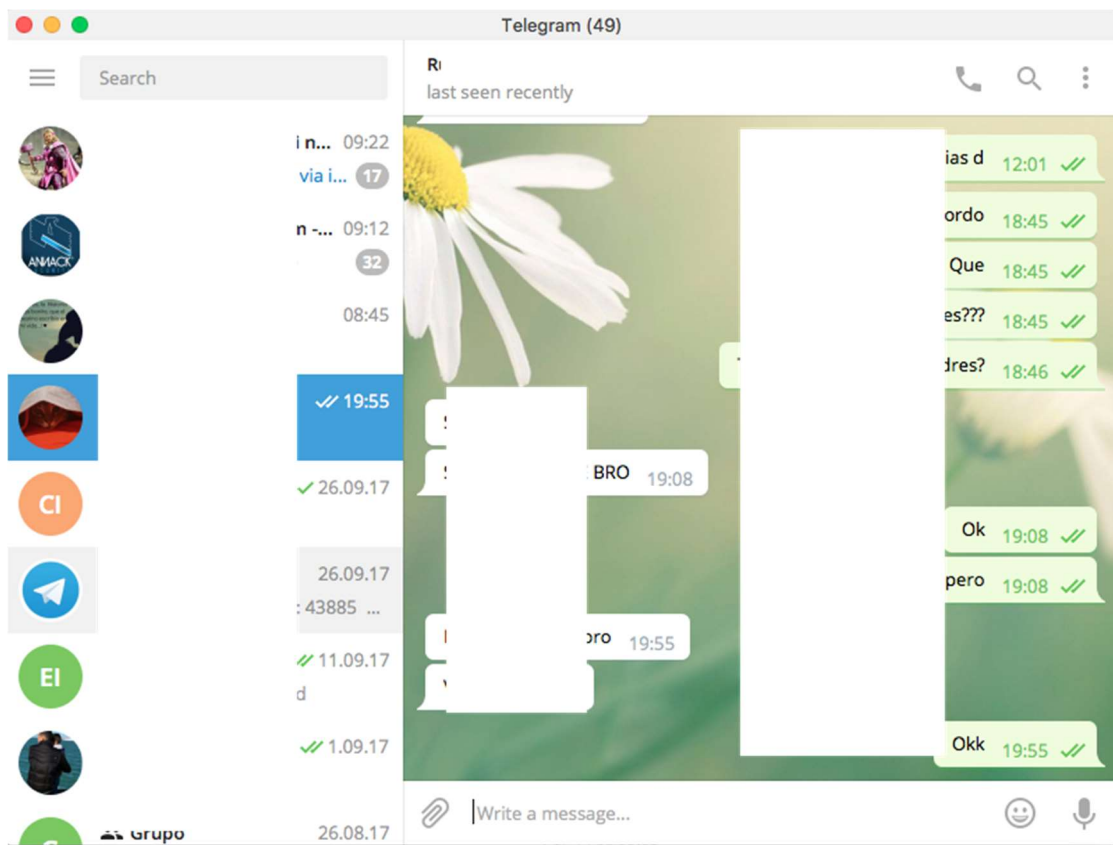 Telegram (49)
Search
i n... 09:22
via i... 17
ANNACK
n -... 09:12
32
08:45
19:55
CI
26.09.17
26.09.17
: 43885 ...
EI
11.09.17
d
1.09.17
Grupo 26.08.17
last seen recently
ias d 12:01
ordo 18:45
Que 18:45
es??? 18:45
dres? 18:46
BRO 19:08
Ok 19:08
pero 19:08
19:55
Okk 19:55
Write a message...